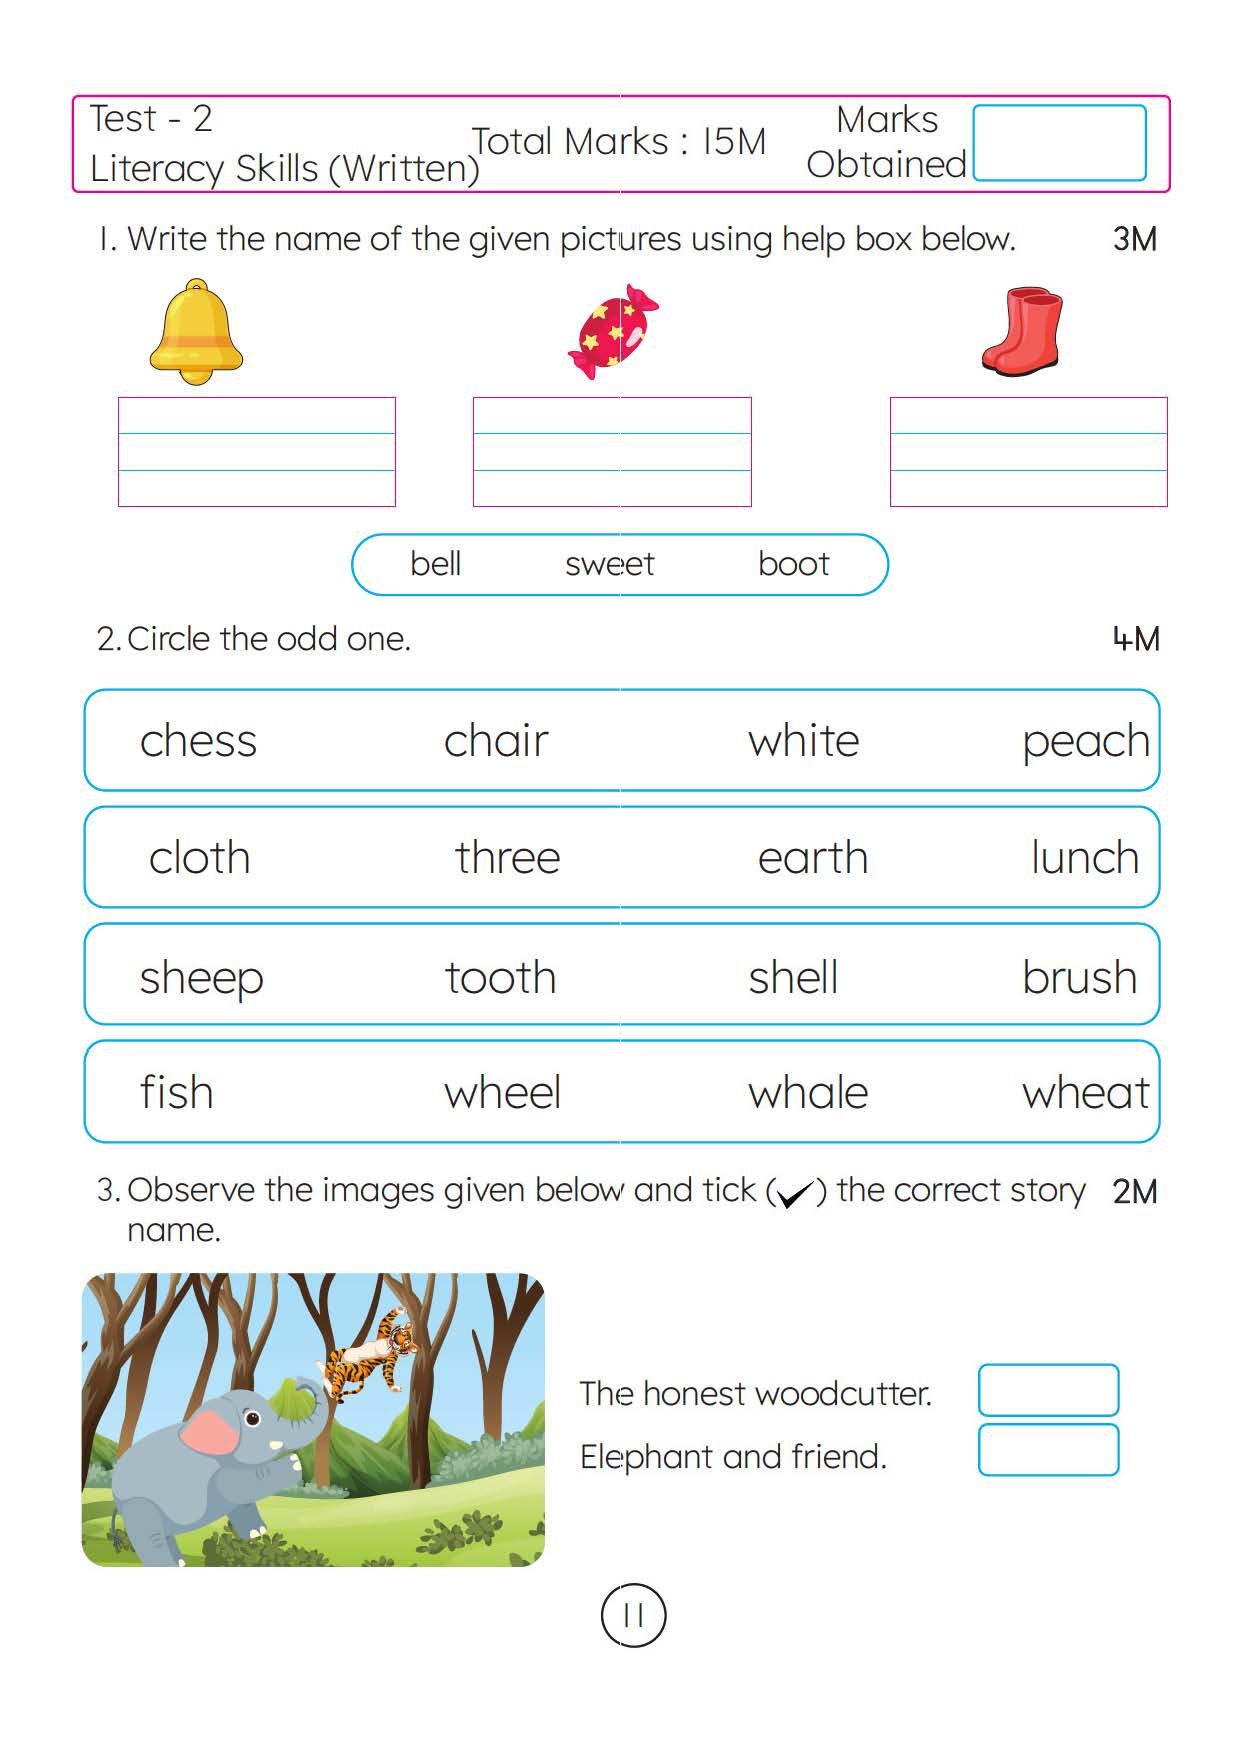 Test - 2
Literacy Skills (Written)
Total Marks : 15M
Marks
Obtained
1. Write the name of the given pictures using help box below. 3M
bell sweet boot
2. Circle the odd one. 4M
chess chair white peach
cloth three earth lunch
sheep tooth shell brush
fish wheel whale wheat
3. Observe the images given below and tick (✓) the correct story 2M
name.
The honest woodcutter.
Elephant and friend.
11